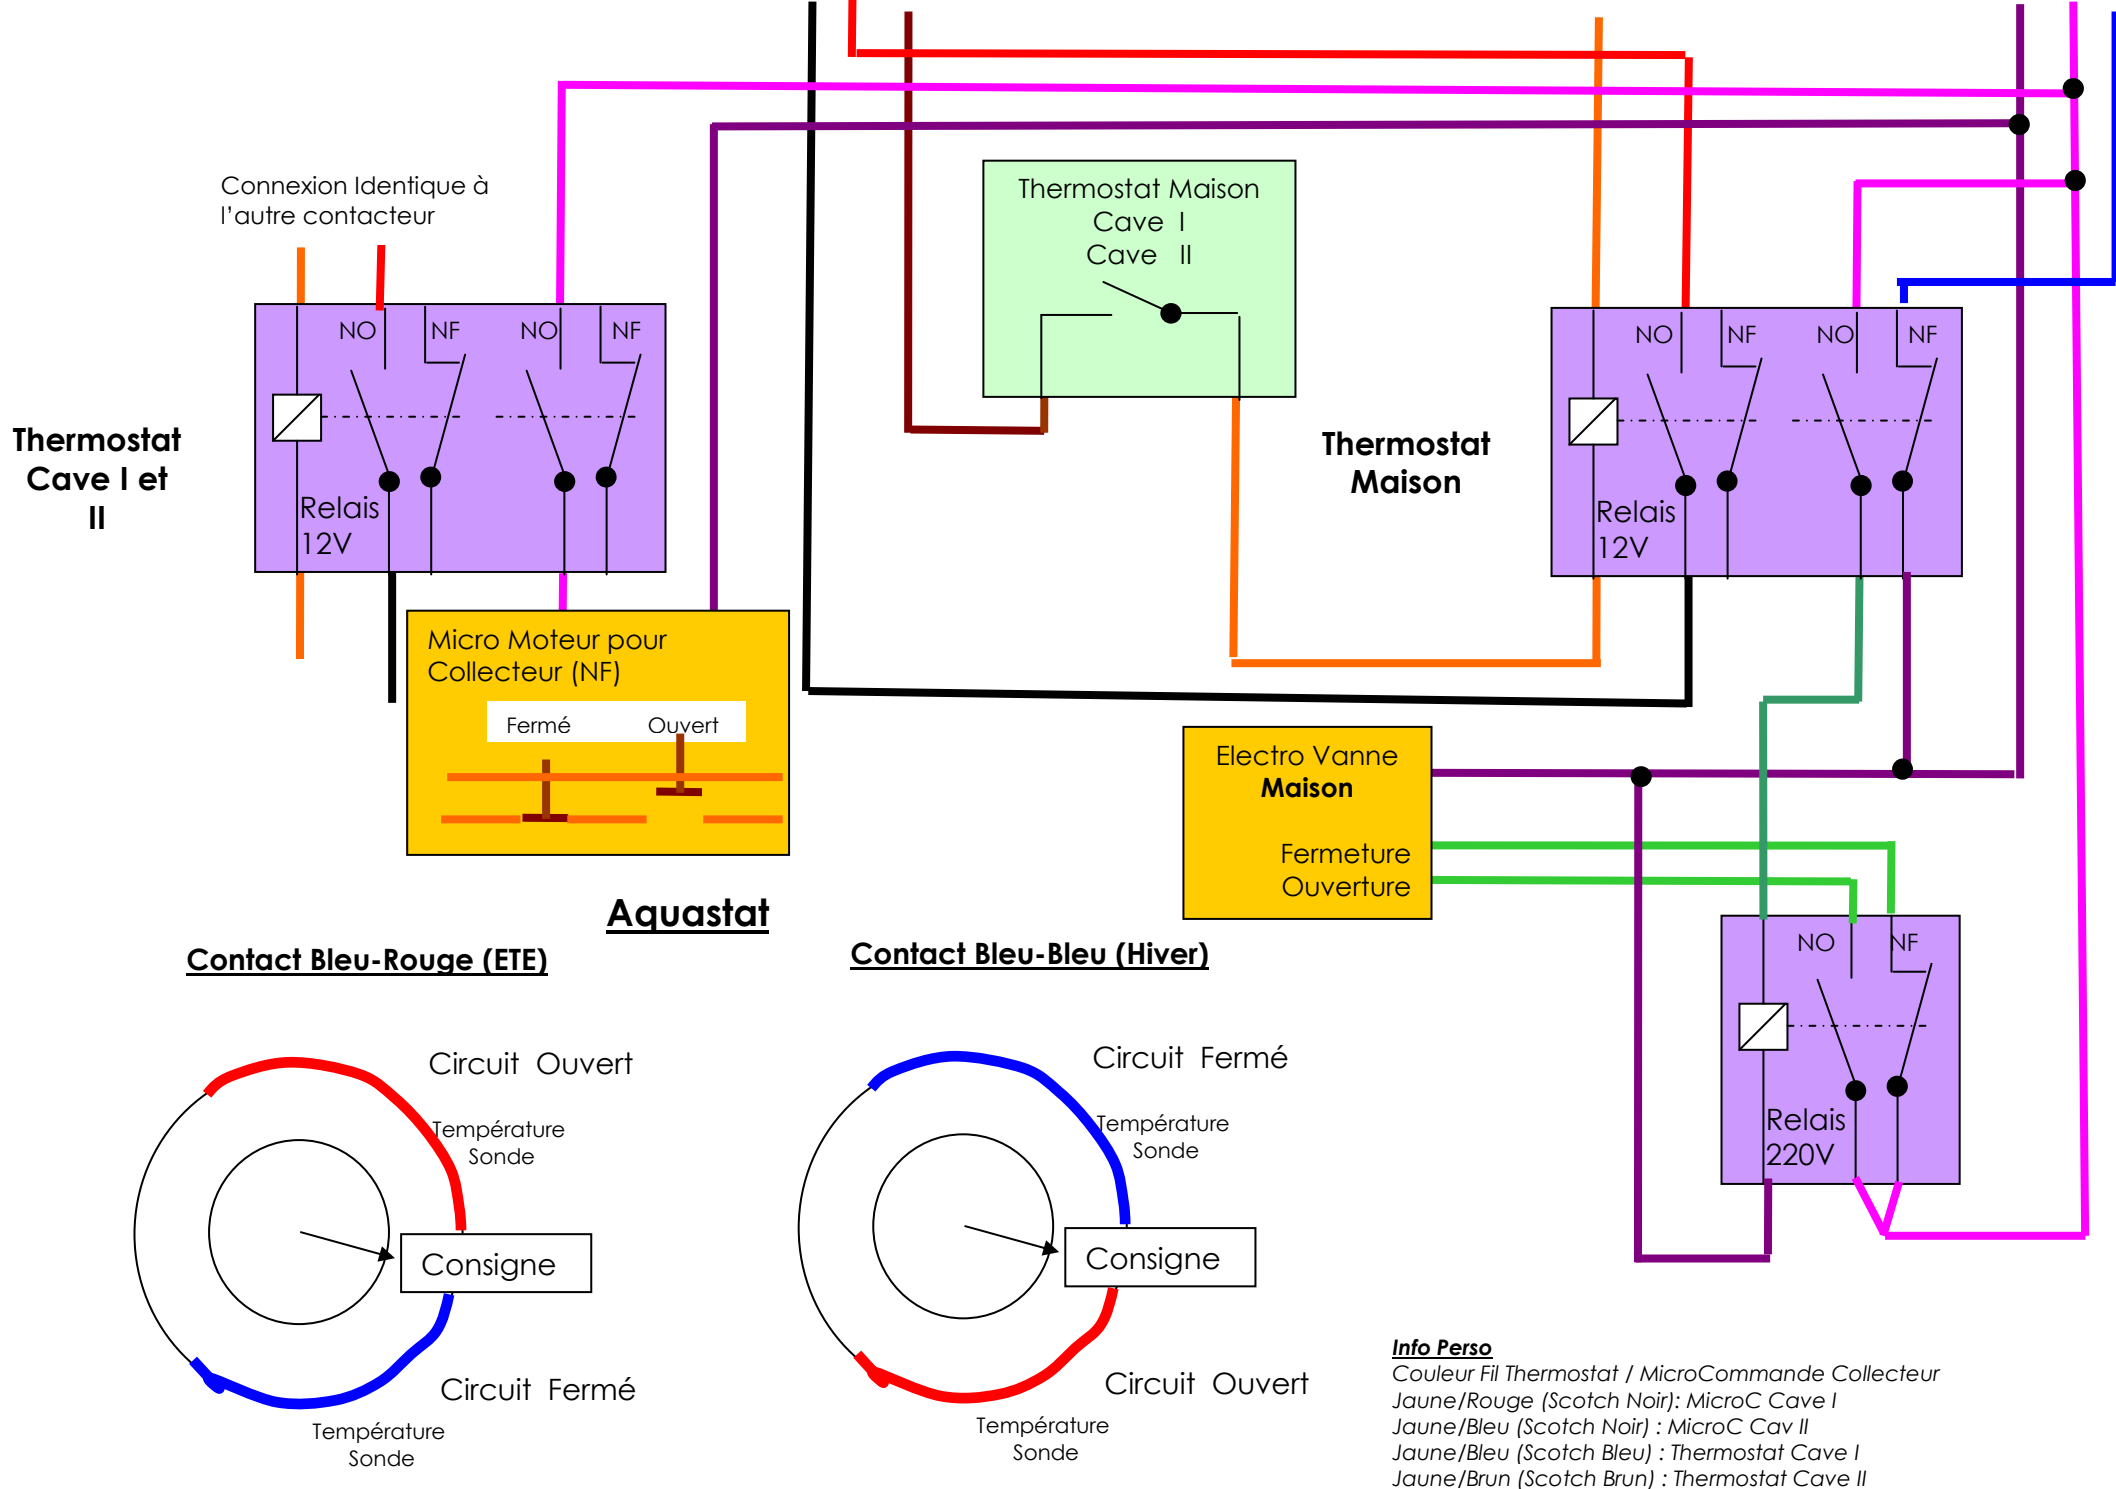 Connexion Identique à
l'autre contacteur
Thermostat Maison
Cave I
Cave II
NO NF NO NF
NO NF NO NF
Thermostat
Cave I et
II
Thermostat
Maison
Relais
12V
Relais
12V
Micro Moteur pour
Collecteur (NF)
Fermé Ouvert
Electro Vanne
Maison
Fermeture
Ouverture
Aquastat
Contact Bleu-Rouge (ETE)
Contact Bleu-Bleu (Hiver)
NO NF
Relais
220V
Circuit Ouvert
Température
Sonde
Consigne
Circuit Fermé
Température
Sonde
Circuit Fermé
Température
Sonde
Consigne
Circuit Ouvert
Température
Sonde
Info Perso
Couleur Fil Thermostat / MicroCommande Collecteur
Jaune/Rouge (Scotch Noir): MicroC Cave I
Jaune/Bleu (Scotch Noir) : MicroC Cav II
Jaune/Bleu (Scotch Bleu) : Thermostat Cave I
Jaune/Brun (Scotch Brun) : Thermostat Cave II